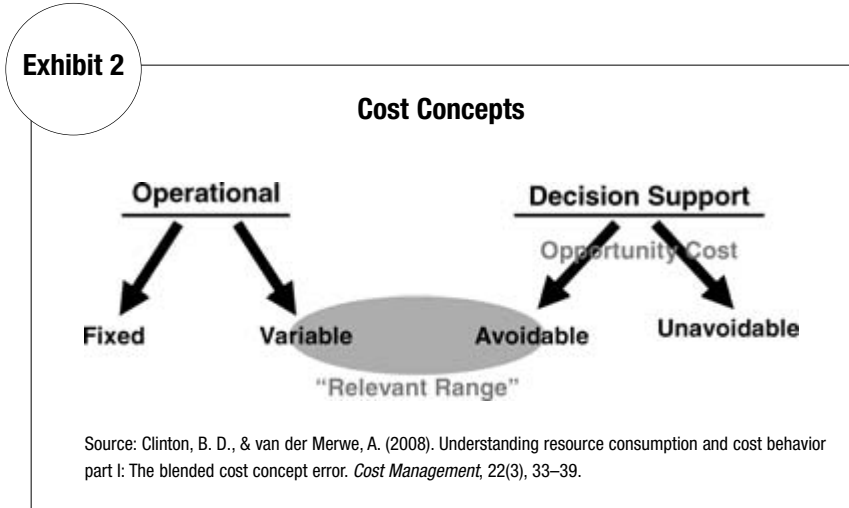 Exhibit 2
Cost Concepts
Operational
Decision Support
Opportunity Cost
Fixed
Variable
Avoidable
Unavoidable
“Relevant Range”
Source: Clinton, B. D., & van der Merwe, A. (2008). Understanding resource consumption and cost behavior
part I: The blended cost concept error. Cost Management, 22(3), 33–39.